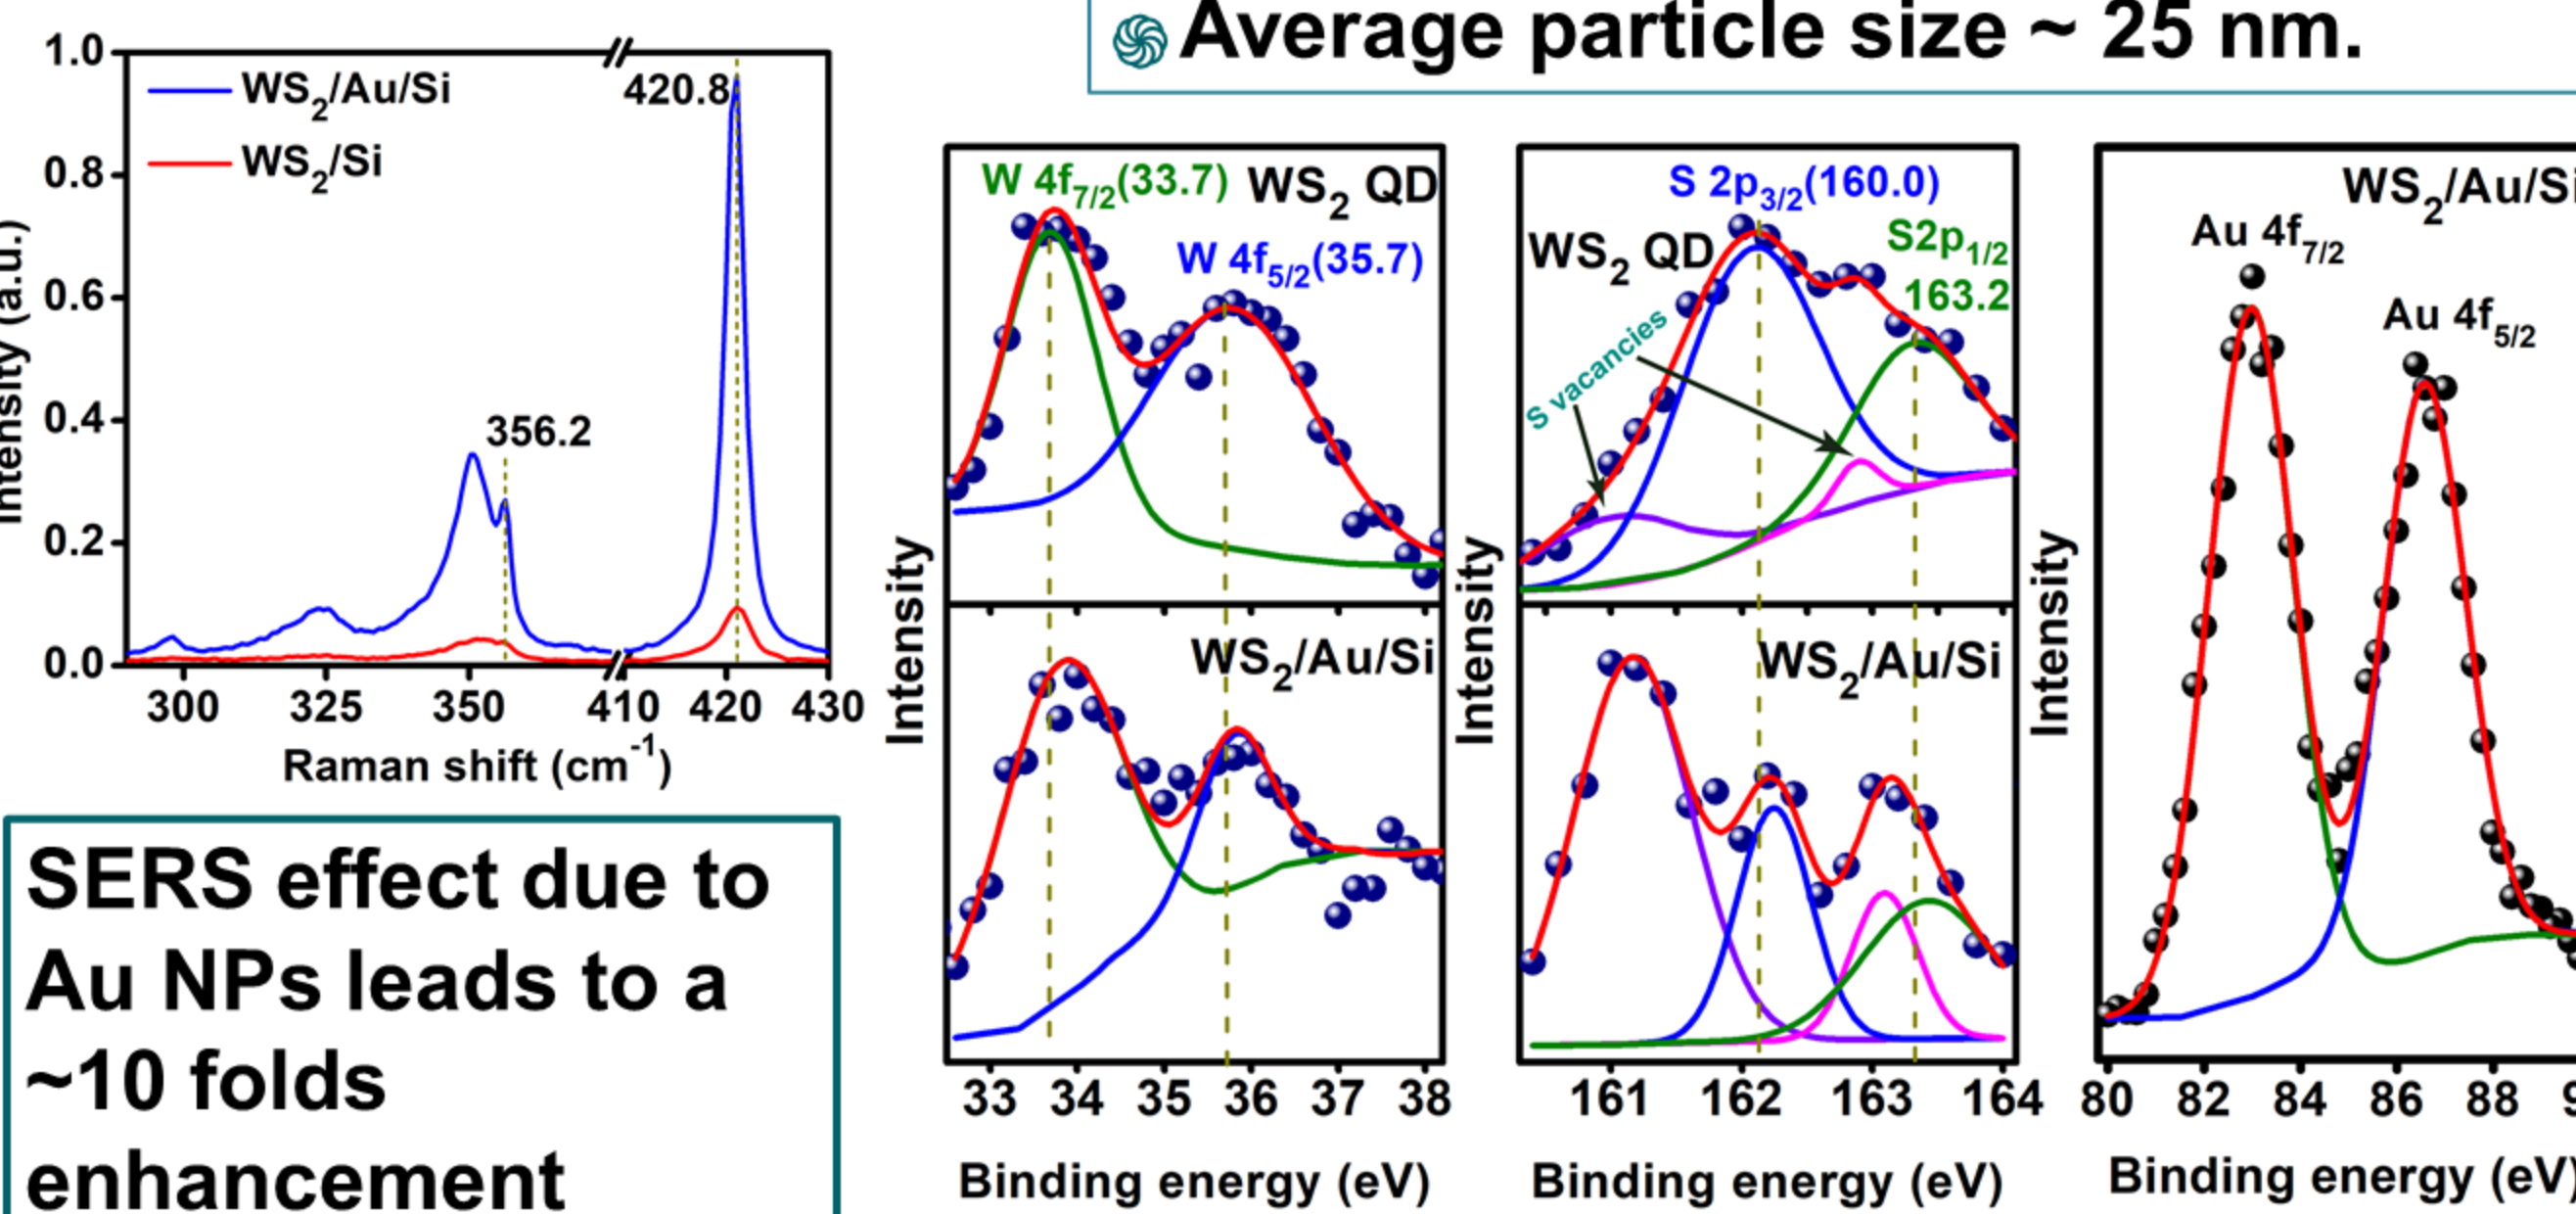 Average particle size ~ 25 nm.
1.0
0.8
0.6
0.4
0.2
0.0
Intensity (a.u.)
WS2/Au/Si
WS2/Si
420.8
356.2
300 325 350 410 420 430
Raman shift (cm-1)
SERS effect due to
Au NPs leads to a
~10 folds
enhancement
Intensity
W 4f7/2(33.7)
WS2 QD
W 4f5/2(35.7)
WS2/Au/Si
33 34 35 36 37 38
Binding energy (eV)
Intensity
S 2p3/2(160.0)
WS2 QD
S2p1/2
163.2
S vacancies
WS2/Au/Si
161 162 163 164
Binding energy (eV)
Intensity
WS2/Au/Si
Au 4f7/2
Au 4f5/2
80 82 84 86 88 9
Binding energy (eV)